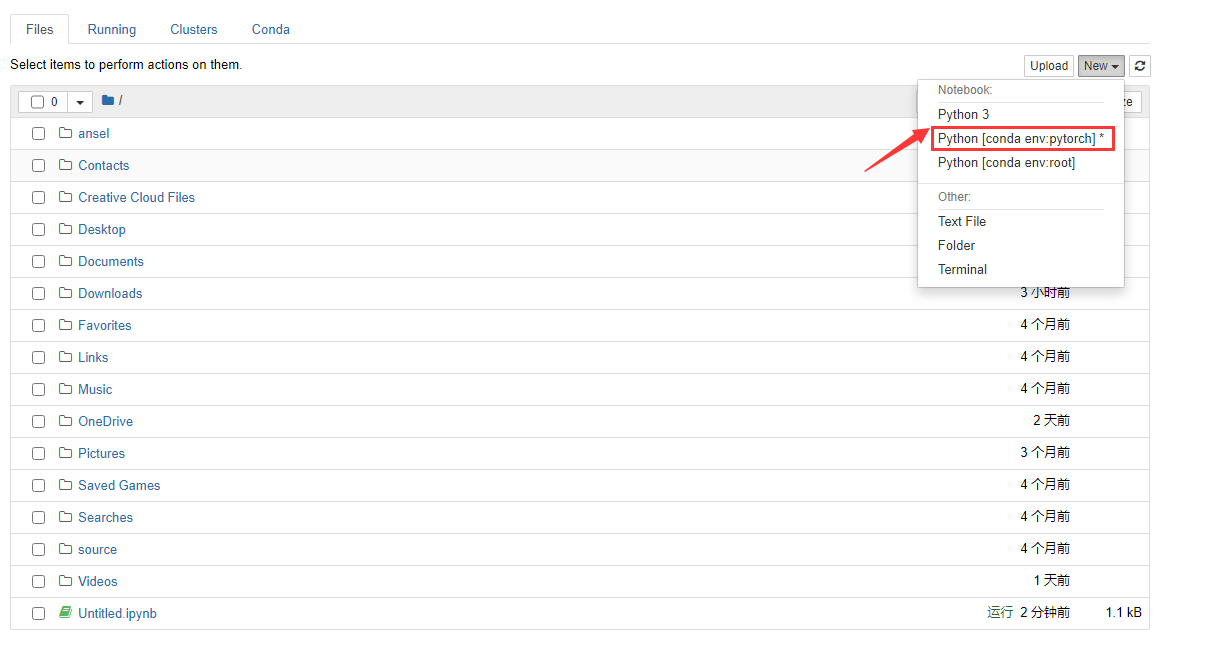 Files Running Clusters Conda
Select items to perform actions on them.
Upload New
0 /
Notebook:
Python 3
Python [conda env:pytorch] *
Python [conda env:root]
Other:
Text File
Folder
Terminal
ansel
Contacts
Creative Cloud Files
Desktop
Documents
Downloads 3 小时前
Favorites 4 个月前
Links 4 个月前
Music 4 个月前
OneDrive 2 天前
Pictures 3 个月前
Saved Games 4 个月前
Searches 4 个月前
source 4 个月前
Videos 1 天前
Untitled.ipynb 运行 2 分钟前 1.1 kB